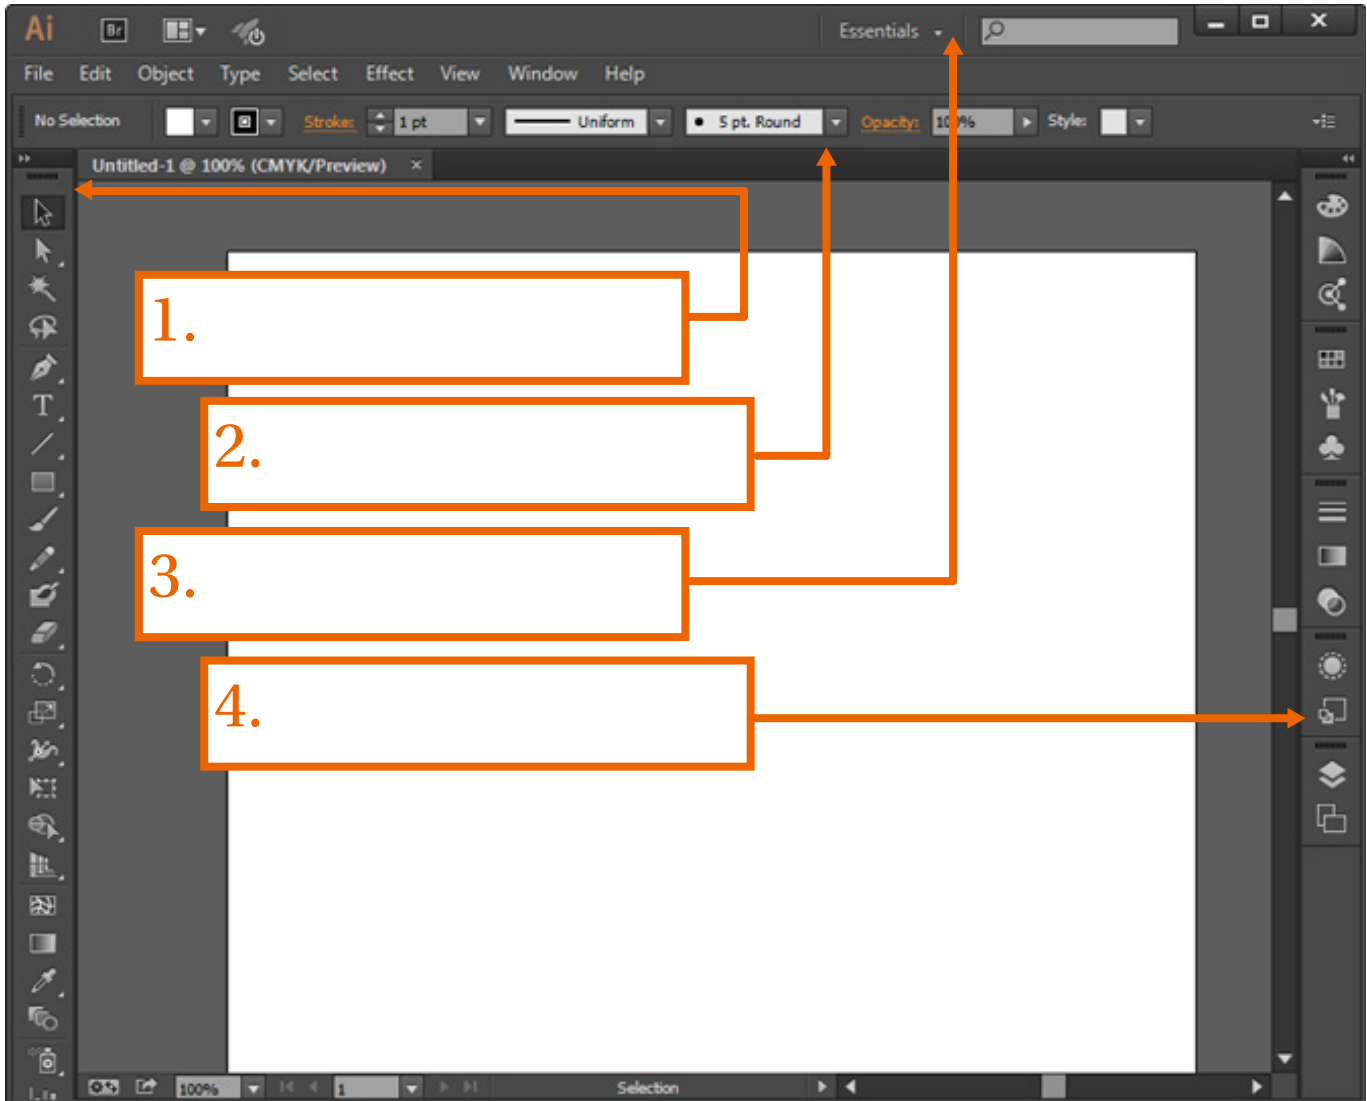 Ai Br Essentials
File Edit Object Type Select Effect View Window Help
No Selection Stroke: 1 pt Uniform 5 pt. Round Opacity: 100% Style:
Untitled-1 @ 100% (CMYK/Preview) ×
1.
2.
3.
4.
100% 1 Selection